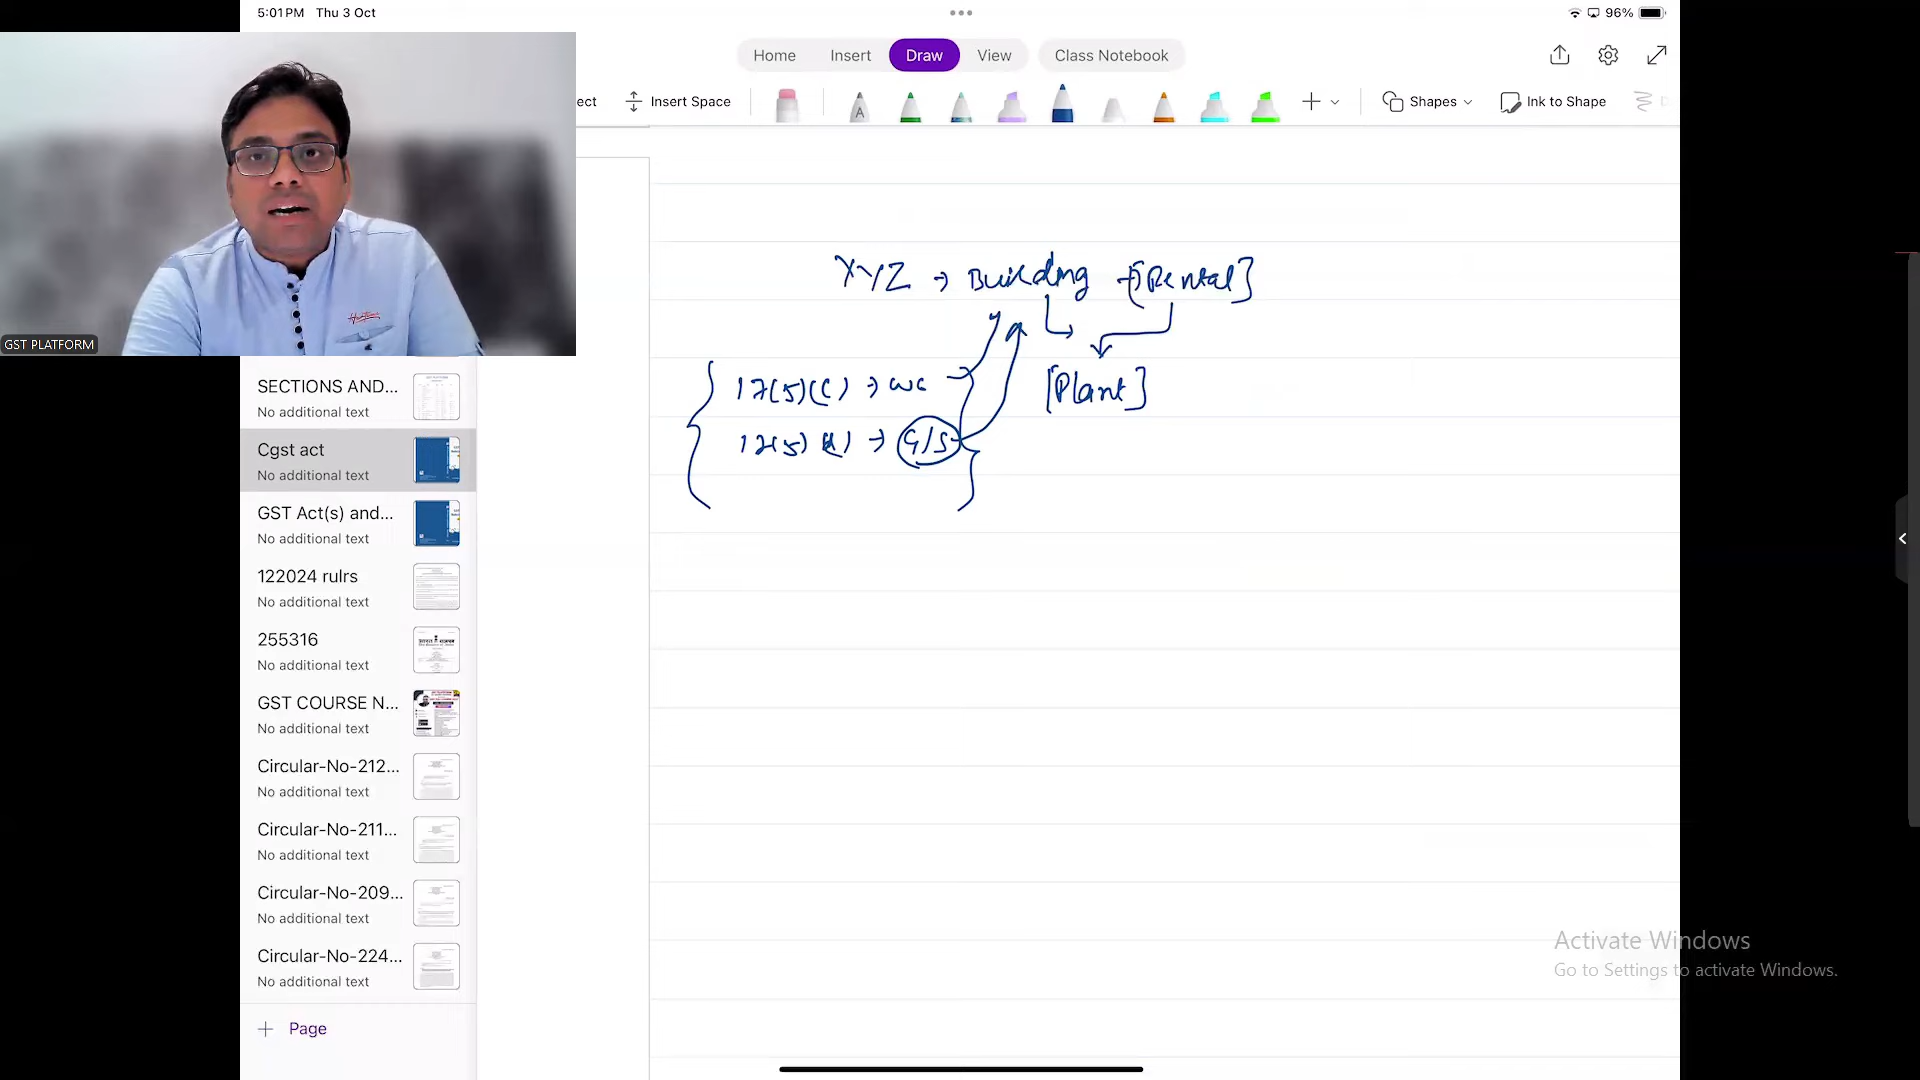 5:01 PM Thu 3 Oct
96%
Home Insert Draw View Class Notebook
ect Insert Space
A
Shapes Ink to Shape
GST PLATFORM
SECTIONS AND...
No additional text
Cgst act
No additional text
GST Act(s) and...
No additional text
122024 rulrs
No additional text
255316
No additional text
GST COURSE N...
No additional text
Circular-No-212...
No additional text
Circular-No-211...
No additional text
Circular-No-209...
No additional text
Circular-No-224...
No additional text
Page
XYZ → Building → [Rental]
[Plant]
17(5)(c) → WC
17(5)(d) → G/S
Activate Windows
Go to Settings to activate Windows.